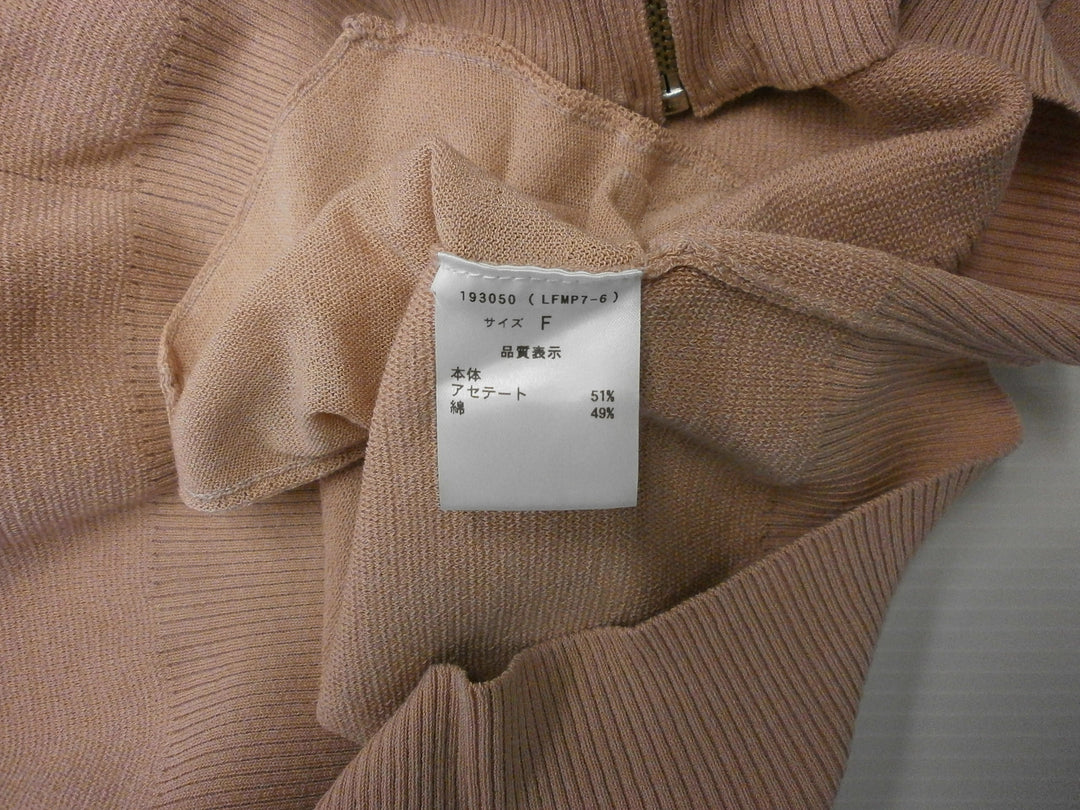 193050 ( LFMP7-6 )
サイズ F
品質表示
本体
アセテート 51%
綿 49%